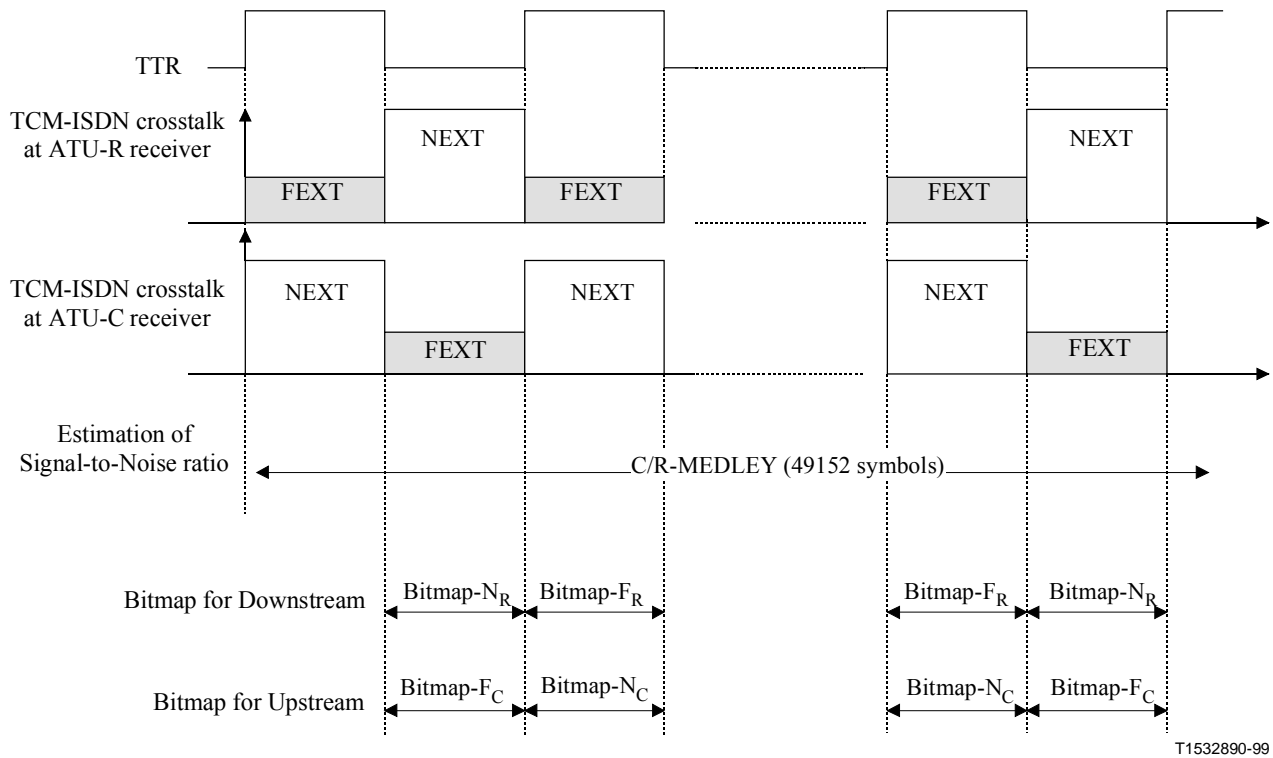 TTR
TCM-ISDN crosstalk
at ATU-R receiver
NEXT
NEXT
FEXT
FEXT
FEXT
TCM-ISDN crosstalk
at ATU-C receiver
NEXT
NEXT
NEXT
FEXT
FEXT
Estimation of
Signal-to-Noise ratio
C/R-MEDLEY (49152 symbols)
Bitmap for Downstream
Bitmap-NR
Bitmap-FR
Bitmap-FR
Bitmap-NR
Bitmap for Upstream
Bitmap-FC
Bitmap-NC
Bitmap-NC
Bitmap-FC
T1532890-99